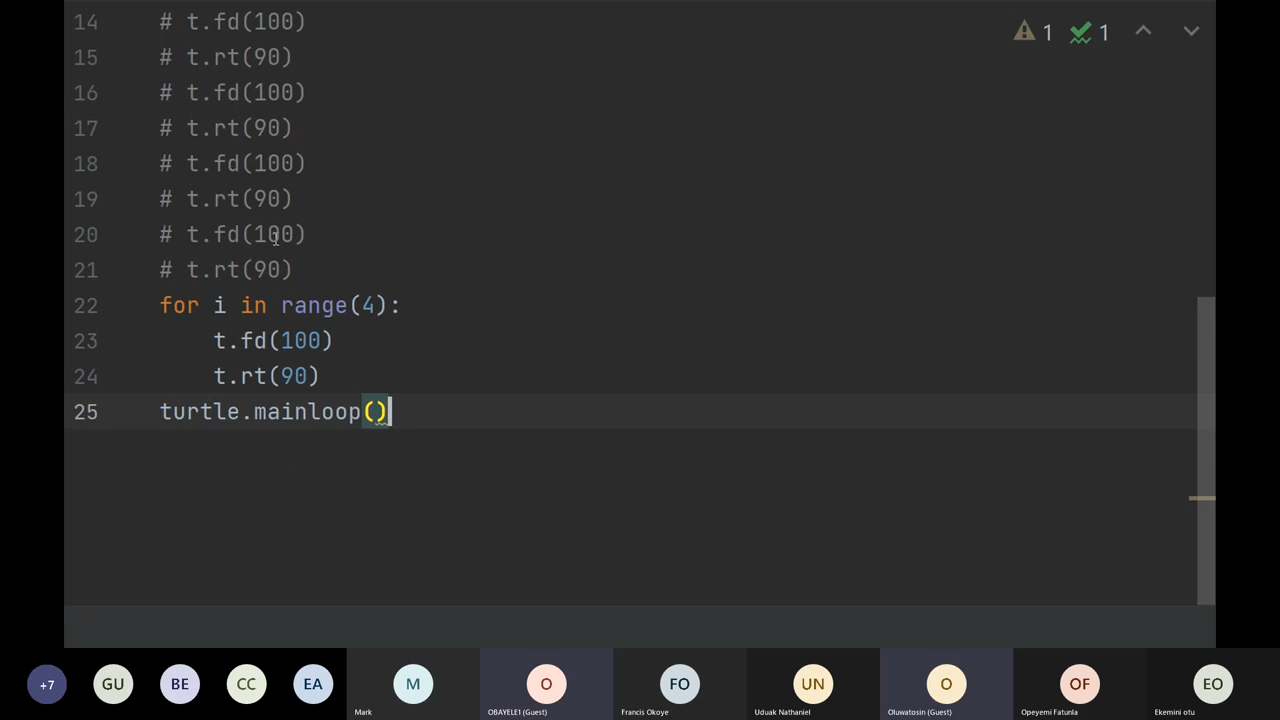 14 # t.fd(100)
15 # t.rt(90)
16 # t.fd(100)
17 # t.rt(90)
18 # t.fd(100)
19 # t.rt(90)
20 # t.fd(100)
21 # t.rt(90)
22 for i in range(4):
23 t.fd(100)
24 t.rt(90)
25 turtle.mainloop()
1 1
+7 GU BE CC EA M O FO UN O OF EO
Mark OBAYELE1 (Guest) Francis Okoye Uduak Nathaniel Oluwatosin (Guest) Opeyemi Fatunla Ekemini otu